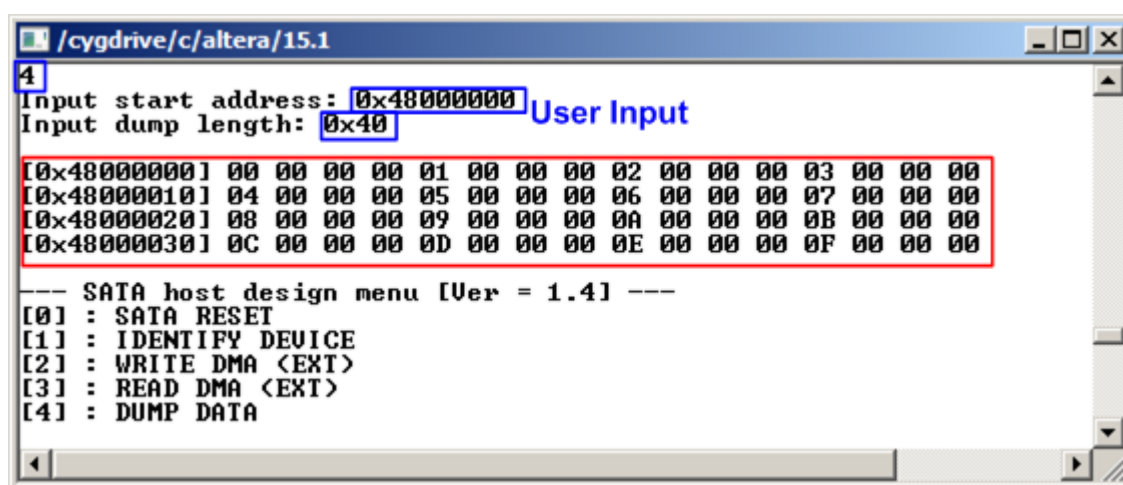 /cygdrive/c/altera/15.1
4
Input start address: 0x48000000
User Input
Input dump length: 0x40
[0x48000000] 00 00 00 00 01 00 00 00 02 00 00 00 03 00 00 00
[0x48000010] 04 00 00 00 05 00 00 00 06 00 00 00 07 00 00 00
[0x48000020] 08 00 00 00 09 00 00 00 0A 00 00 00 0B 00 00 00
[0x48000030] 0C 00 00 00 0D 00 00 00 0E 00 00 00 0F 00 00 00
--- SATA host design menu [Ver = 1.4] ---
[0] : SATA RESET
[1] : IDENTIFY DEVICE
[2] : WRITE DMA (EXT)
[3] : READ DMA (EXT)
[4] : DUMP DATA